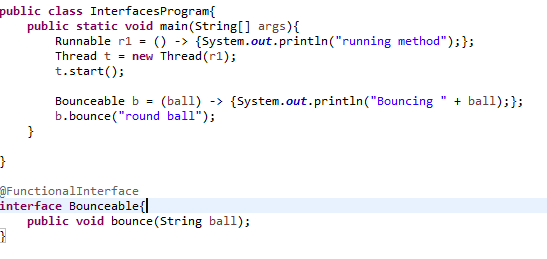 public class InterfacesProgram{
    public static void main(String[] args){
        Runnable r1 = () -> {System.out.println("running method");};
        Thread t = new Thread(r1);
        t.start();

        Bounceable b = (ball) -> {System.out.println("Bouncing " + ball);};
        b.bounce("round ball");
    }

}

@FunctionalInterface
interface Bounceable{
    public void bounce(String ball);
}